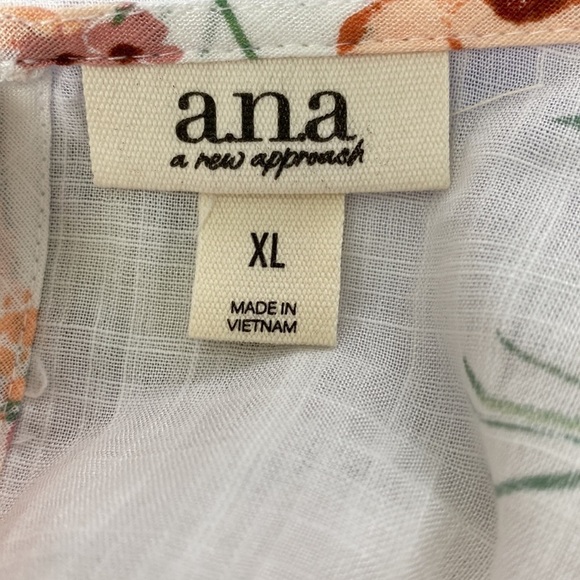 a.n.a
a new approach
XL
MADE IN
VIETNAM